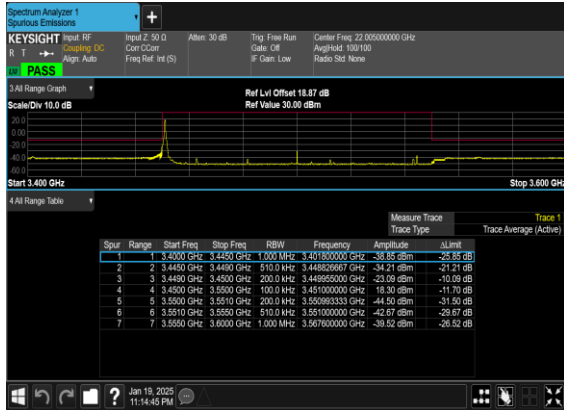 Spectrum Analyzer 1
Spurious Emissions
+
KEYSIGHT Input: RF Input Z: 50 Ω Atten: 30 dB Trig: Free Run Center Freq: 22.005000000 GHz
R T Coupling: DC Corr CCorr Gate: Off Avg|Hold: 100/100
Align: Auto Freq Ref: Int (S) IF Gain: Low Radio Std: None
LW PASS
3 All Range Graph Ref Lvl Offset 18.87 dB
Scale/Div 10.0 dB Ref Value 30.00 dBm
20.0
0.00
-20.0
-40.0
-60.0
Start 3.400 GHz Stop 3.600 GHz
4 All Range Table
Measure Trace Trace 1
Trace Type Trace Average (Active)
Spur Range Start Freq Stop Freq RBW Frequency Amplitude ΔLimit
1 1 3.4000 GHz 3.4450 GHz 1.000 MHz 3.401800000 GHz -38.85 dBm -25.85 dB
2 2 3.4450 GHz 3.4490 GHz 510.0 kHz 3.448826667 GHz -34.21 dBm -21.21 dB
3 3 3.4490 GHz 3.4500 GHz 200.0 kHz 3.449955000 GHz -23.09 dBm -10.09 dB
4 4 3.4500 GHz 3.5500 GHz 100.0 kHz 3.451000000 GHz 18.30 dBm -11.70 dB
5 5 3.5500 GHz 3.5510 GHz 200.0 kHz 3.550993333 GHz -44.50 dBm -31.50 dB
6 6 3.5510 GHz 3.5550 GHz 510.0 kHz 3.551000000 GHz -42.67 dBm -29.67 dB
7 7 3.5550 GHz 3.6000 GHz 1.000 MHz 3.567600000 GHz -39.52 dBm -26.52 dB
? Jan 19, 2025
11:14:45 PM